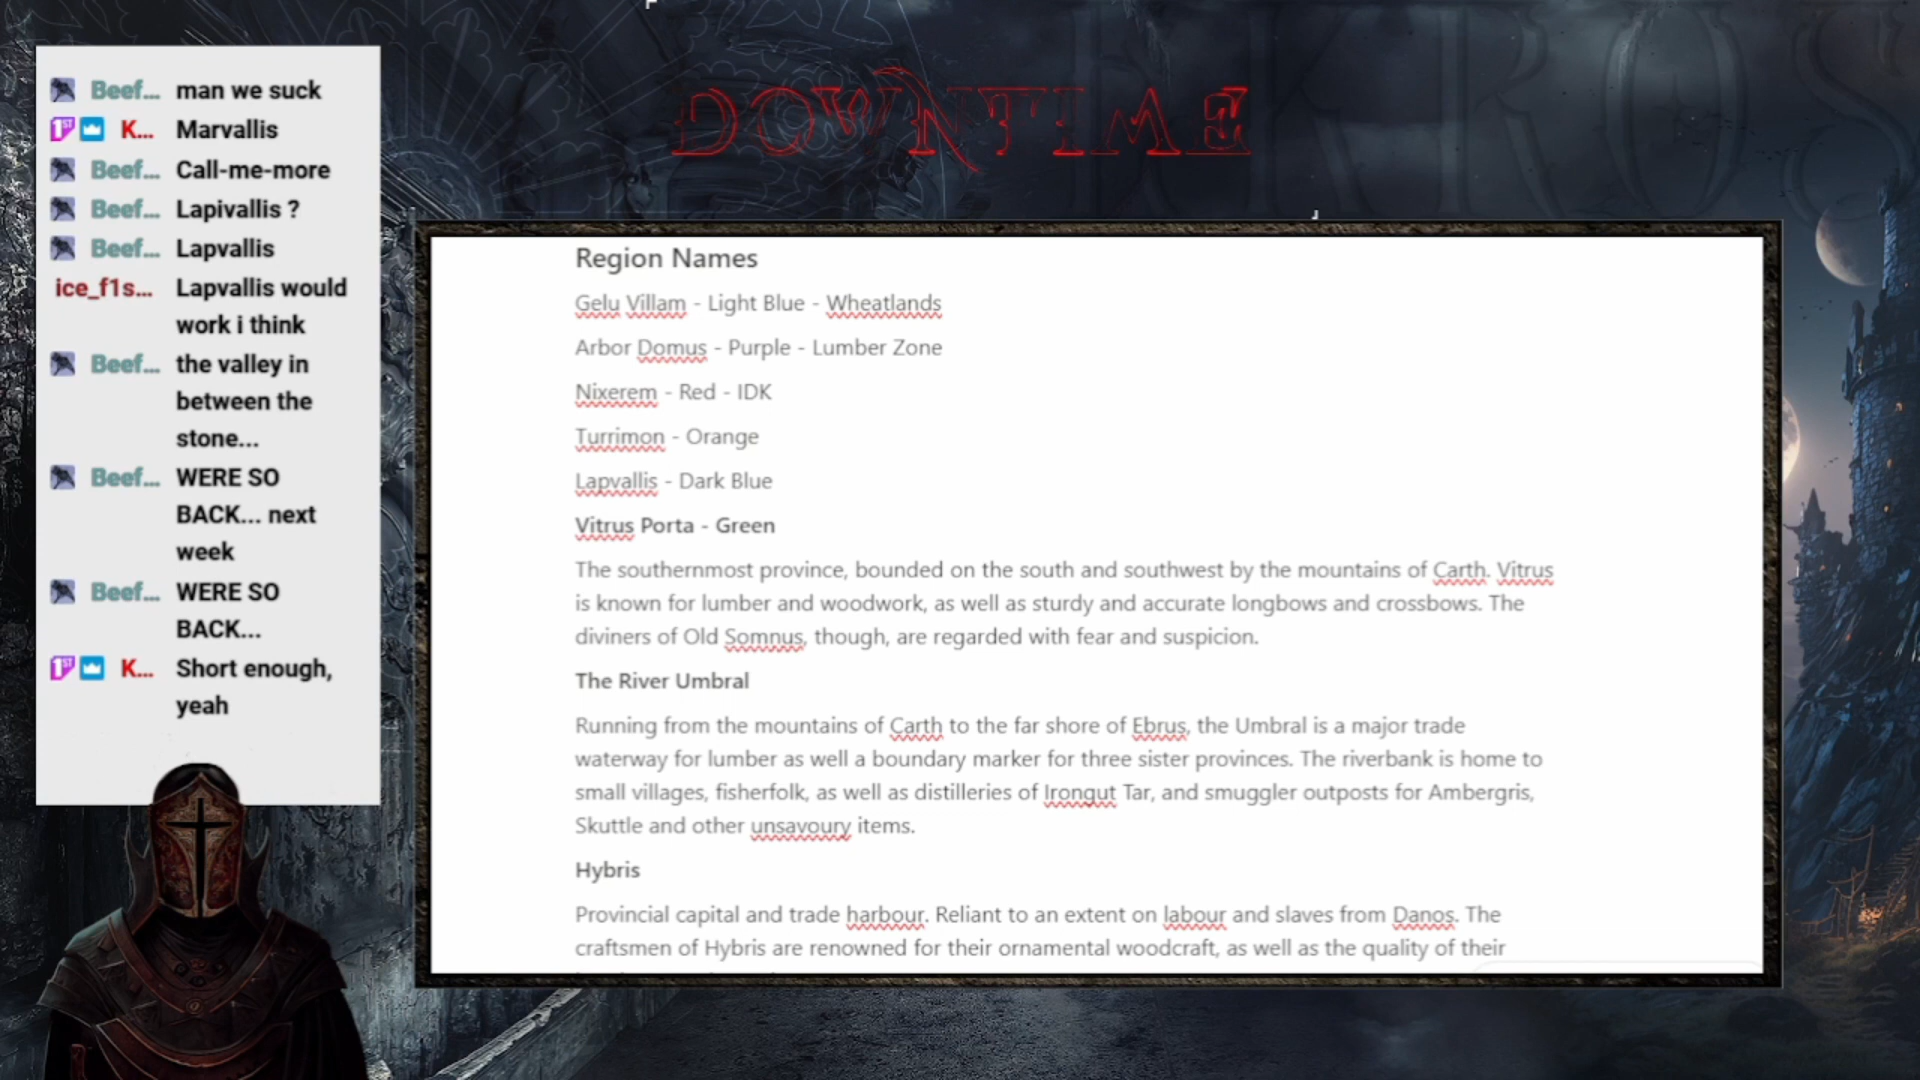 Beef... man we suck
K... Marvallis
Beef... Call-me-more
Beef... Lapivallis ?
Beef... Lapvallis
ice_f1s... Lapvallis would
work i think
Beef... the valley in
between the
stone...
Beef... WERE SO
BACK... next
week
Beef... WERE SO
BACK...
K... Short enough,
yeah
DOWNTIME
Region Names
Gelu Villam - Light Blue - Wheatlands
Arbor Domus - Purple - Lumber Zone
Nixerem - Red - IDK
Turrimon - Orange
Lapvallis - Dark Blue
Vitrus Porta - Green
The southernmost province, bounded on the south and southwest by the mountains of Carth. Vitrus
is known for lumber and woodwork, as well as sturdy and accurate longbows and crossbows. The
diviners of Old Somnus, though, are regarded with fear and suspicion.
The River Umbral
Running from the mountains of Carth to the far shore of Ebrus, the Umbral is a major trade
waterway for lumber as well a boundary marker for three sister provinces. The riverbank is home to
small villages, fisherfolk, as well as distilleries of Irongut Tar, and smuggler outposts for Ambergris,
Skuttle and other unsavoury items.
Hybris
Provincial capital and trade harbour. Reliant to an extent on labour and slaves from Danos. The
craftsmen of Hybris are renowned for their ornamental woodcraft, as well as the quality of their